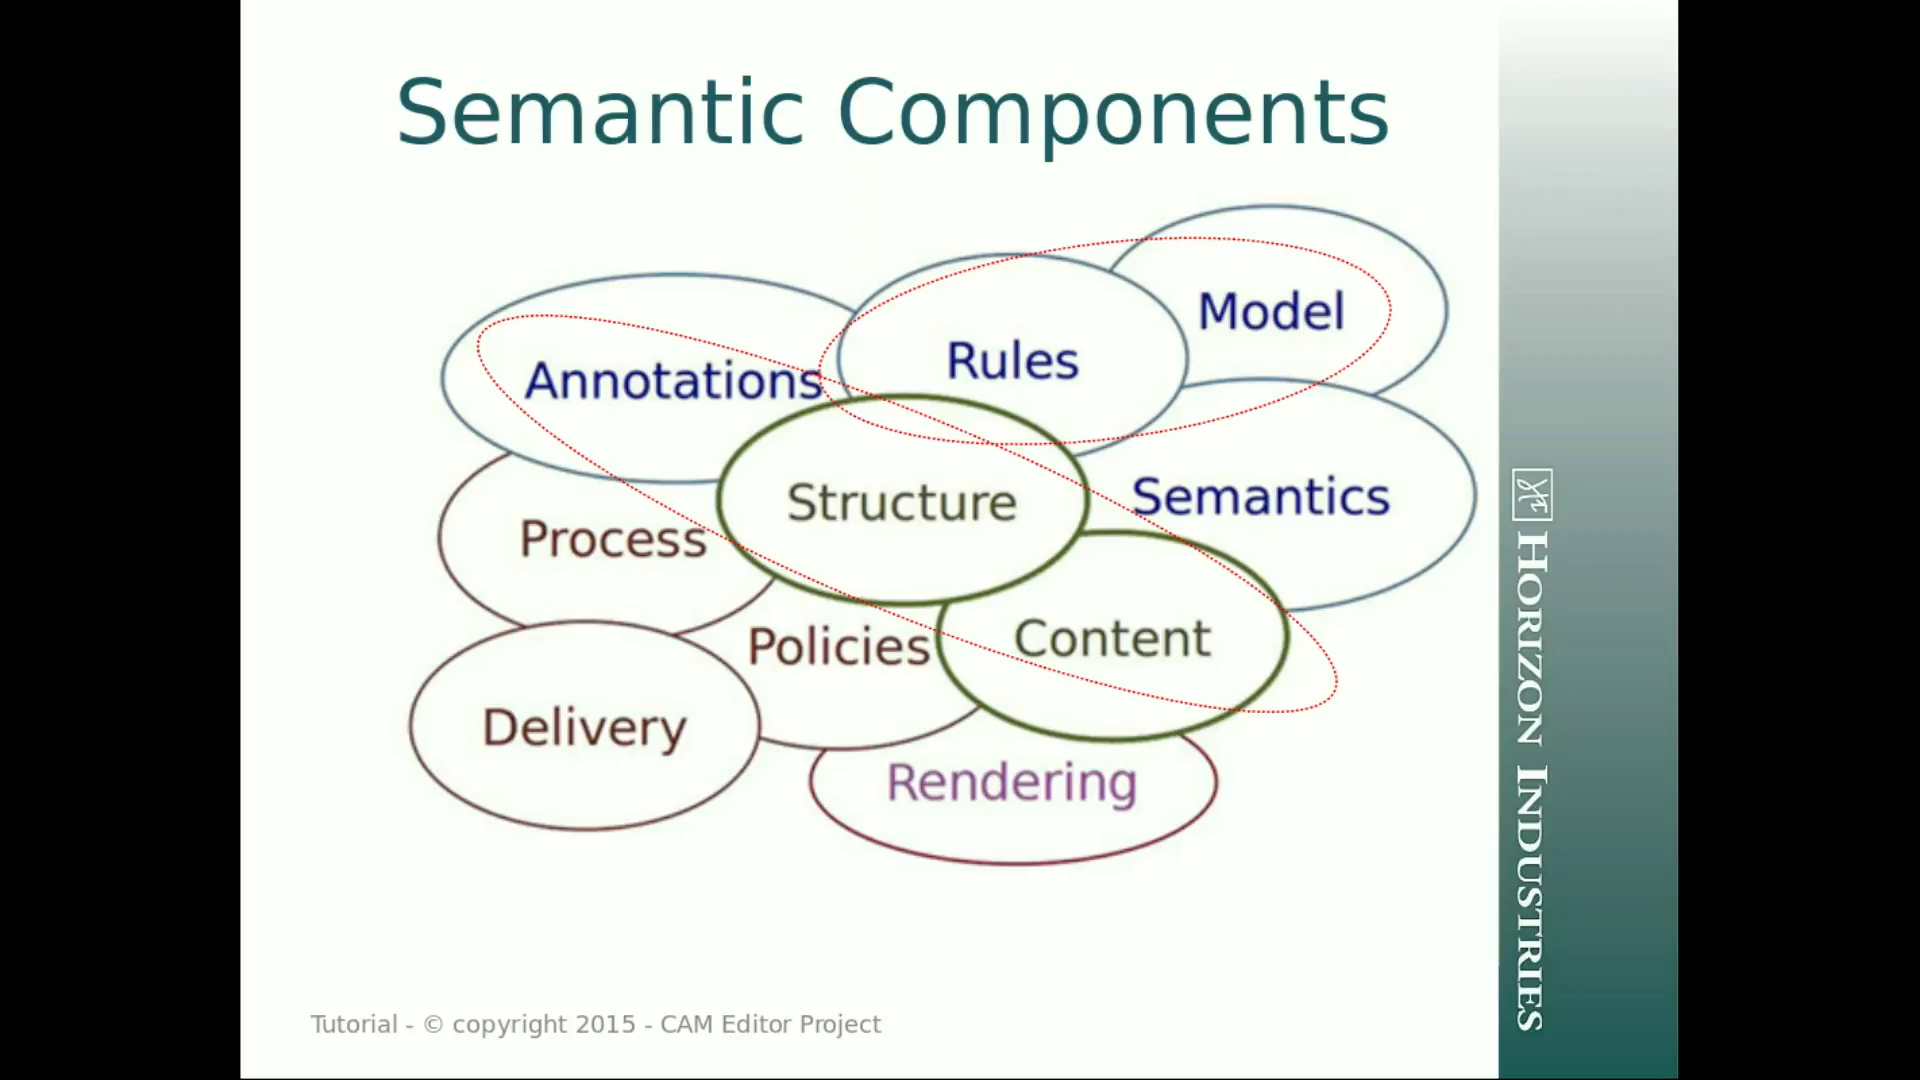 Semantic Components
Model
Rules
Annotations
Structure
Semantics
Process
Content
Policies
Delivery
Rendering
HORIZON INDUSTRIES
Tutorial - © copyright 2015 - CAM Editor Project